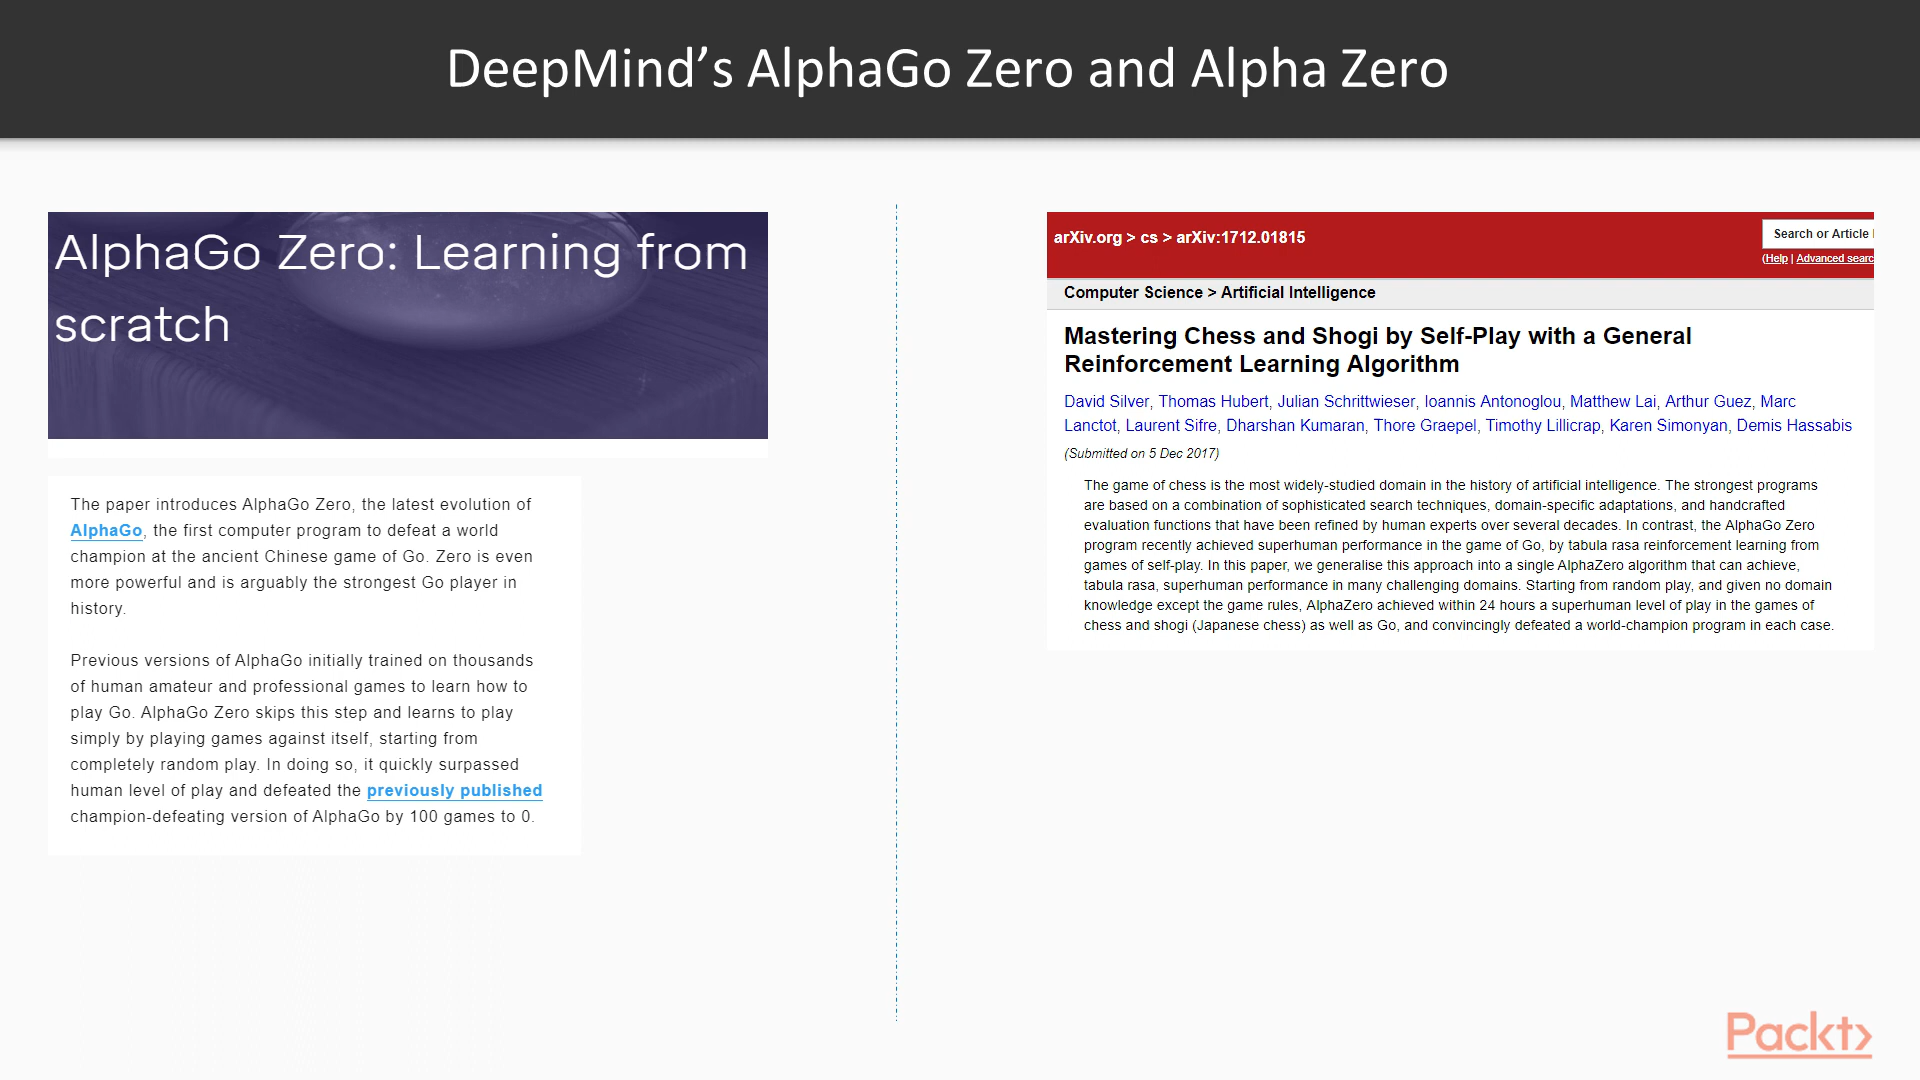 DeepMind’s AlphaGo Zero and Alpha Zero
AlphaGo Zero: Learning from
scratch
The paper introduces AlphaGo Zero, the latest evolution of
AlphaGo, the first computer program to defeat a world
champion at the ancient Chinese game of Go. Zero is even
more powerful and is arguably the strongest Go player in
history.
Previous versions of AlphaGo initially trained on thousands
of human amateur and professional games to learn how to
play Go. AlphaGo Zero skips this step and learns to play
simply by playing games against itself, starting from
completely random play. In doing so, it quickly surpassed
human level of play and defeated the previously published
champion-defeating version of AlphaGo by 100 games to 0.
arXiv.org > cs > arXiv:1712.01815
Search or Article
(Help | Advanced searc
Computer Science > Artificial Intelligence
Mastering Chess and Shogi by Self-Play with a General
Reinforcement Learning Algorithm
David Silver, Thomas Hubert, Julian Schrittwieser, Ioannis Antonoglou, Matthew Lai, Arthur Guez, Marc
Lanctot, Laurent Sifre, Dharshan Kumaran, Thore Graepel, Timothy Lillicrap, Karen Simonyan, Demis Hassabis
(Submitted on 5 Dec 2017)
The game of chess is the most widely-studied domain in the history of artificial intelligence. The strongest programs
are based on a combination of sophisticated search techniques, domain-specific adaptations, and handcrafted
evaluation functions that have been refined by human experts over several decades. In contrast, the AlphaGo Zero
program recently achieved superhuman performance in the game of Go, by tabula rasa reinforcement learning from
games of self-play. In this paper, we generalise this approach into a single AlphaZero algorithm that can achieve,
tabula rasa, superhuman performance in many challenging domains. Starting from random play, and given no domain
knowledge except the game rules, AlphaZero achieved within 24 hours a superhuman level of play in the games of
chess and shogi (Japanese chess) as well as Go, and convincingly defeated a world-champion program in each case.
Packt>